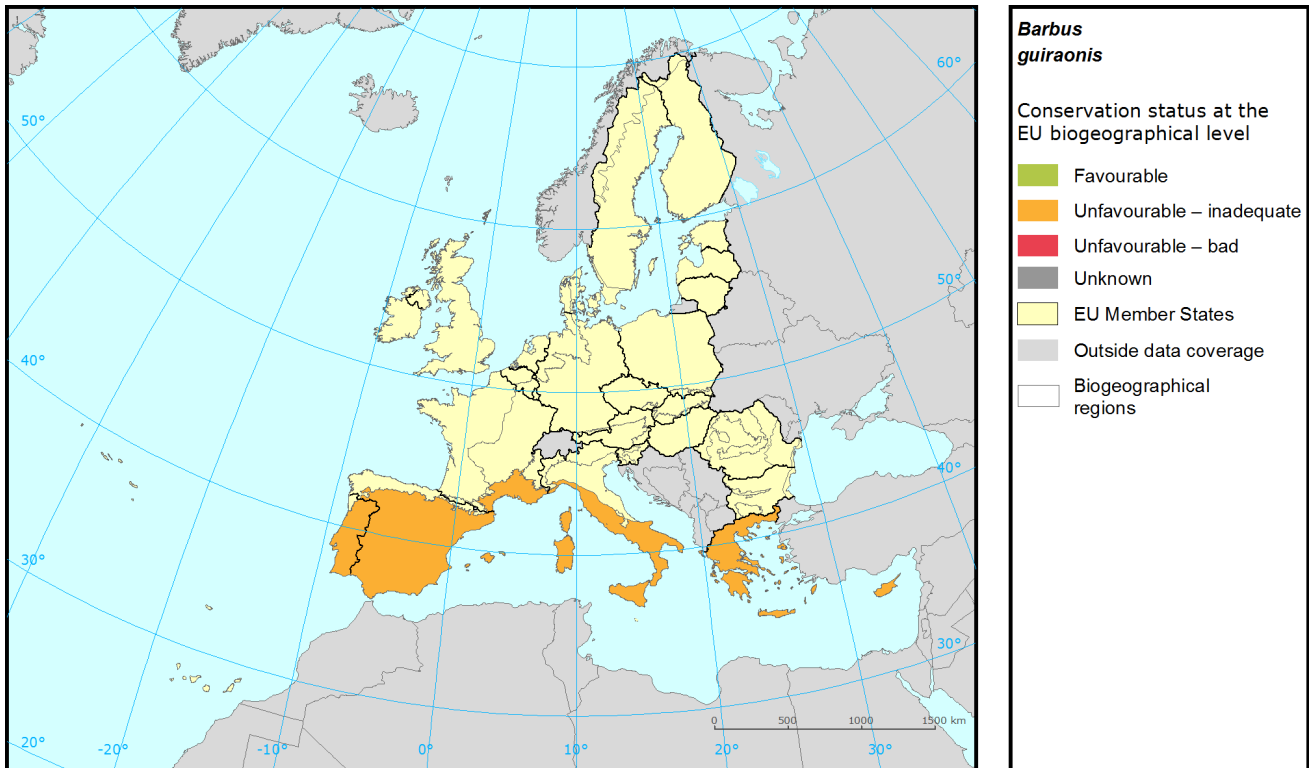 60°
50°
50°
40°
40°
30°
30°
20°
-20°
-10°
0°
10°
20°
30°
0
500
1000
1500 km
Barbus
guiraonis
Conservation status at the
EU biogeographical level
Favourable
Unfavourable – inadequate
Unfavourable – bad
Unknown
EU Member States
Outside data coverage
Biogeographical
regions